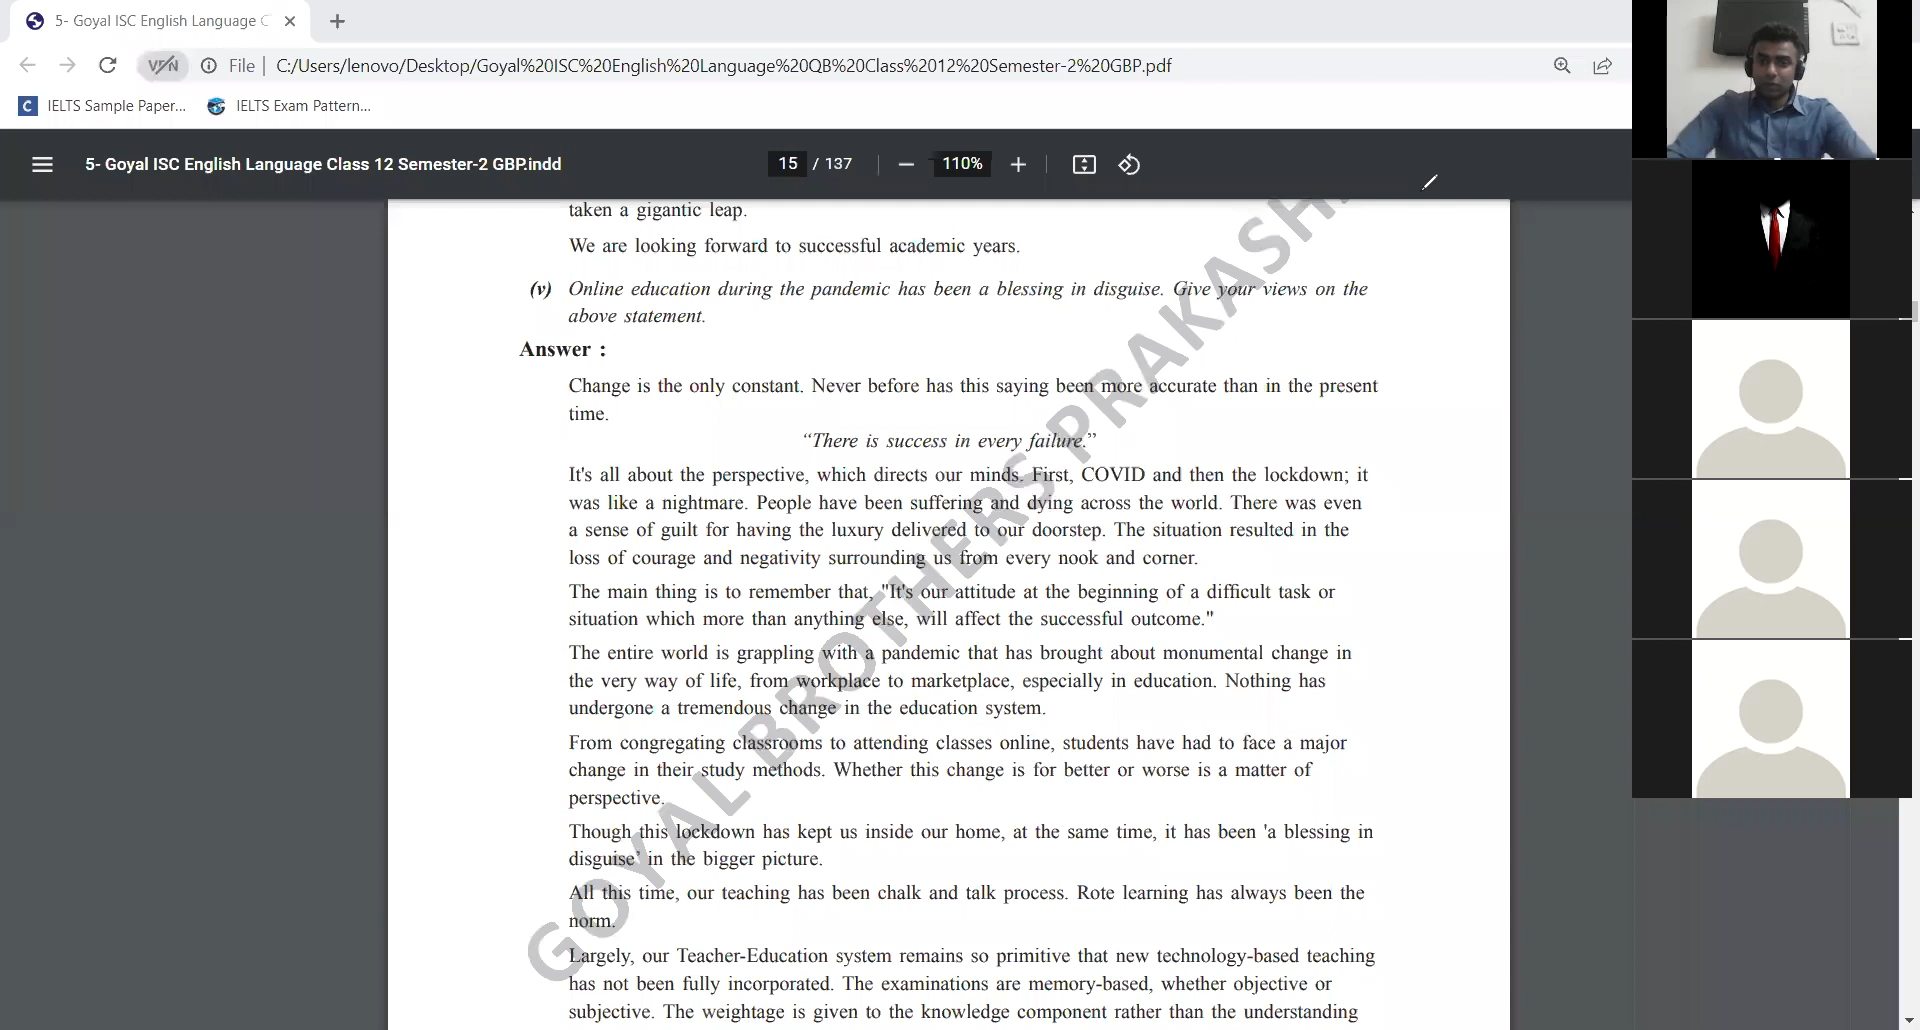 5- Goyal ISC English Language C
VPN
File
C:/Users/lenovo/Desktop/Goyal%20ISC%20English%20Language%20QB%20Class%2012%20Semester-2%20GBP.pdf
C IELTS Sample Paper...
IELTS Exam Pattern...
5- Goyal ISC English Language Class 12 Semester-2 GBP.indd
15 / 137
110%
taken a gigantic leap.
We are looking forward to successful academic years.
(v) Online education during the pandemic has been a blessing in disguise. Give your views on the
above statement.
Answer :
Change is the only constant. Never before has this saying been more accurate than in the present
time.
“There is success in every failure.”
It's all about the perspective, which directs our minds. First, COVID and then the lockdown; it
was like a nightmare. People have been suffering and dying across the world. There was even
a sense of guilt for having the luxury delivered to our doorstep. The situation resulted in the
loss of courage and negativity surrounding us from every nook and corner.
The main thing is to remember that, "It's our attitude at the beginning of a difficult task or
situation which more than anything else, will affect the successful outcome."
The entire world is grappling with a pandemic that has brought about monumental change in
the very way of life, from workplace to marketplace, especially in education. Nothing has
undergone a tremendous change in the education system.
From congregating classrooms to attending classes online, students have had to face a major
change in their study methods. Whether this change is for better or worse is a matter of
perspective.
Though this lockdown has kept us inside our home, at the same time, it has been 'a blessing in
disguise’ in the bigger picture.
All this time, our teaching has been chalk and talk process. Rote learning has always been the
norm.
Largely, our Teacher-Education system remains so primitive that new technology-based teaching
has not been fully incorporated. The examinations are memory-based, whether objective or
subjective. The weightage is given to the knowledge component rather than the understanding
GOYAL BROTHERS PRAKASH